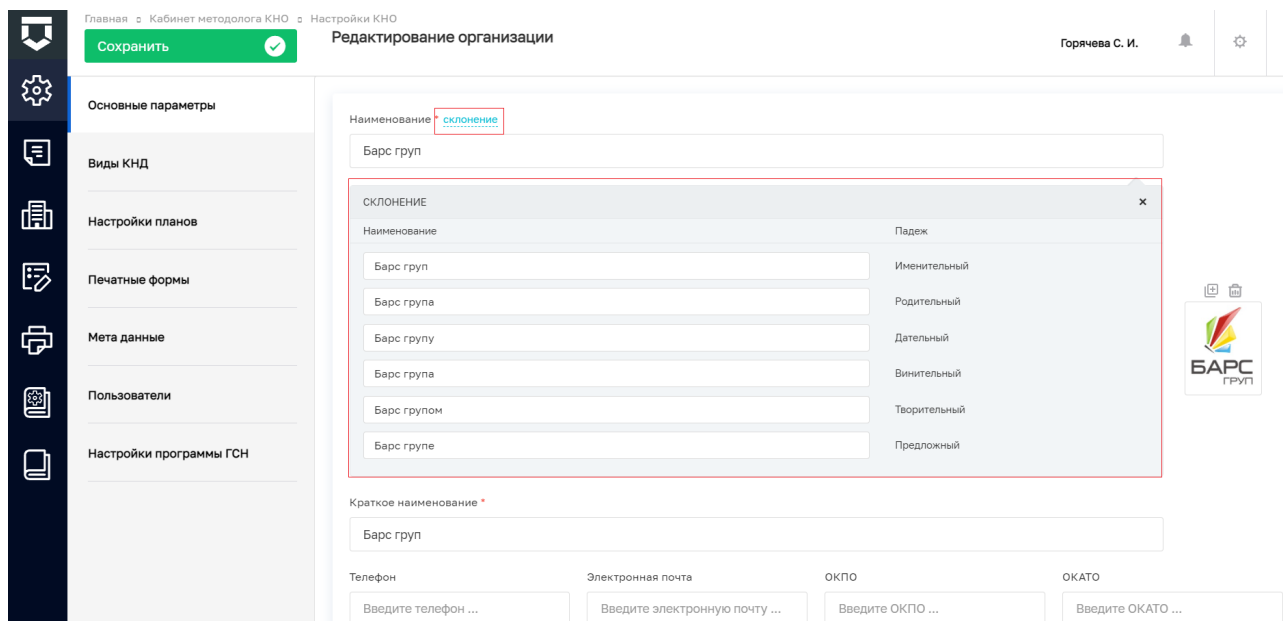 Главная Кабинет методолога КНО Настройки КНО
Сохранить
Редактирование организации
Горячева С. И.
Основные параметры
Виды КНД
Настройки планов
Печатные формы
Мета данные
Пользователи
Настройки программы ГСН
Наименование * склонение
Барс груп
СКЛОНЕНИЕ
Наименование Падеж
Барс груп Именительный
Барс група Родительный
Барс групу Дательный
Барс група Винительный
Барс групом Творительный
Барс групе Предложный
БАРС
ГРУП
Краткое наименование *
Барс груп
Телефон Электронная почта ОКПО ОКАТО
Введите телефон ... Введите электронную почту ... Введите ОКПО ... Введите ОКАТО ...